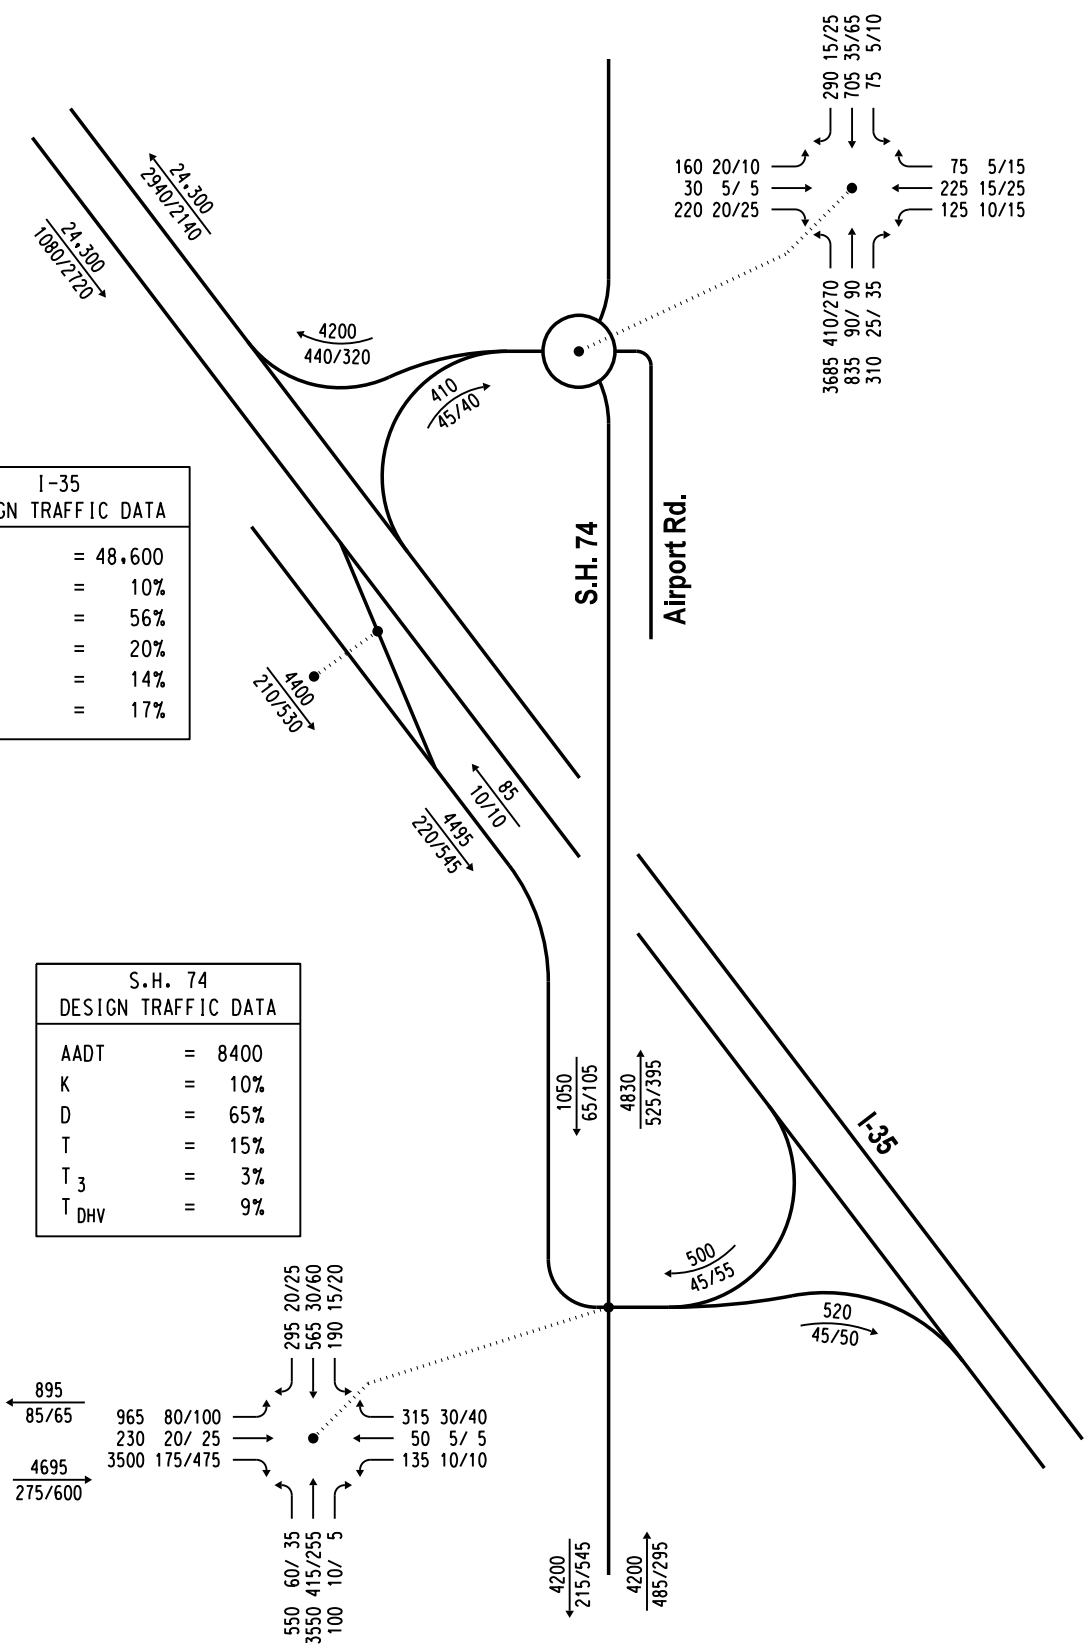 290 15/25
705 35/65
75 5/10
160 20/10
30 5/ 5
220 20/25
75 5/15
225 15/25
125 10/15
3685 410/270
835 90/ 90
310 25/ 35
24,300
2940/2140
24,300
1080/2720
4200
440/320
410
45/40
I-35
GN TRAFFIC DATA
= 48,600
= 10%
= 56%
= 20%
= 14%
= 17%
S.H. 74
Airport Rd.
4400
210/530
85
10/10
4495
220/545
S.H. 74
DESIGN TRAFFIC DATA
AADT = 8400
K = 10%
D = 65%
T = 15%
T3 = 3%
TDHV = 9%
1050
65/105
4830
525/395
I-35
500
45/55
520
45/50
295 20/25
565 30/60
190 15/20
895
85/65
4695
275/600
965 80/100
230 20/ 25
3500 175/475
315 30/40
50 5/ 5
135 10/10
550 60/ 35
3550 415/255
100 10/ 5
4200
215/545
4200
485/295